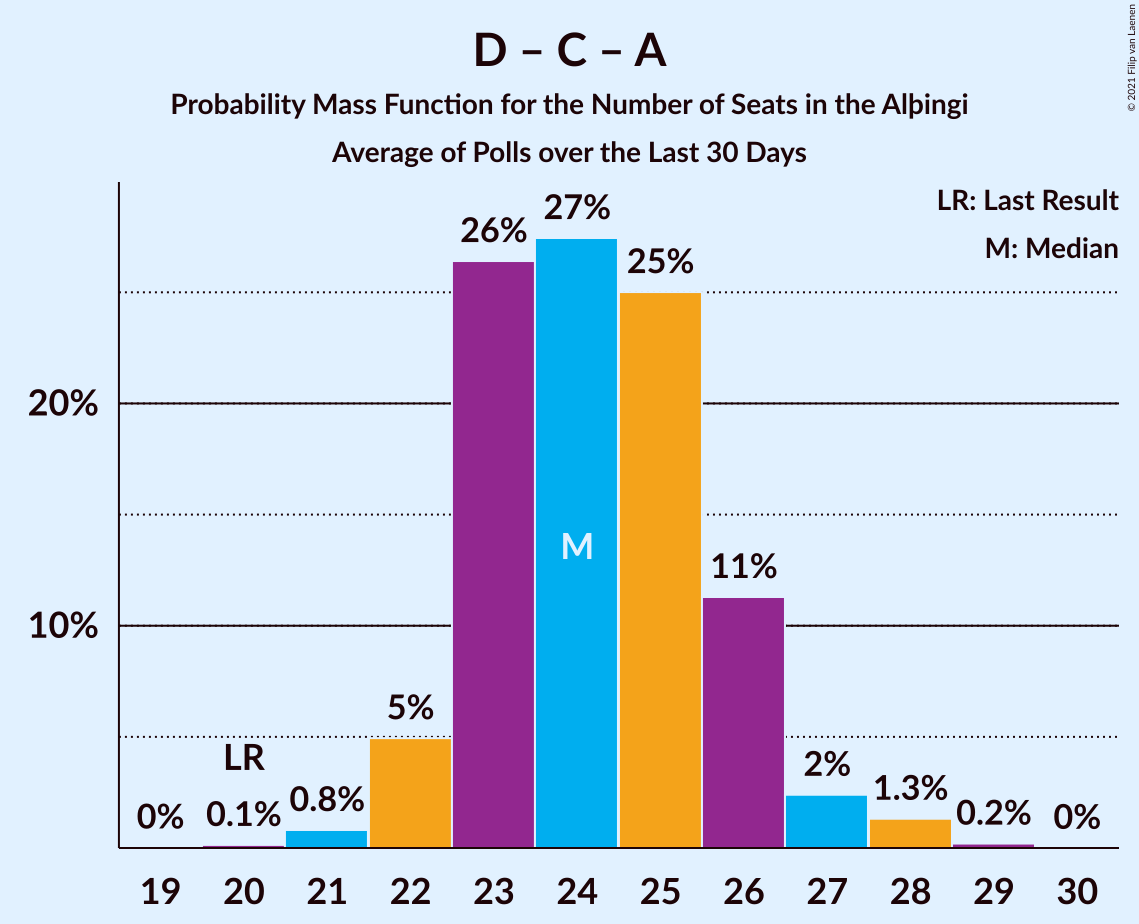 D – C – A
Probability Mass Function for the Number of Seats in the Alþingi
Average of Polls over the Last 30 Days
© 2021 Filip van Laenen
LR: Last Result
M: Median
20%
10%
0%
0.1%
0.8%
5%
26%
27%
25%
11%
2%
1.3%
0.2%
0%
LR
M
19 20 21 22 23 24 25 26 27 28 29 30